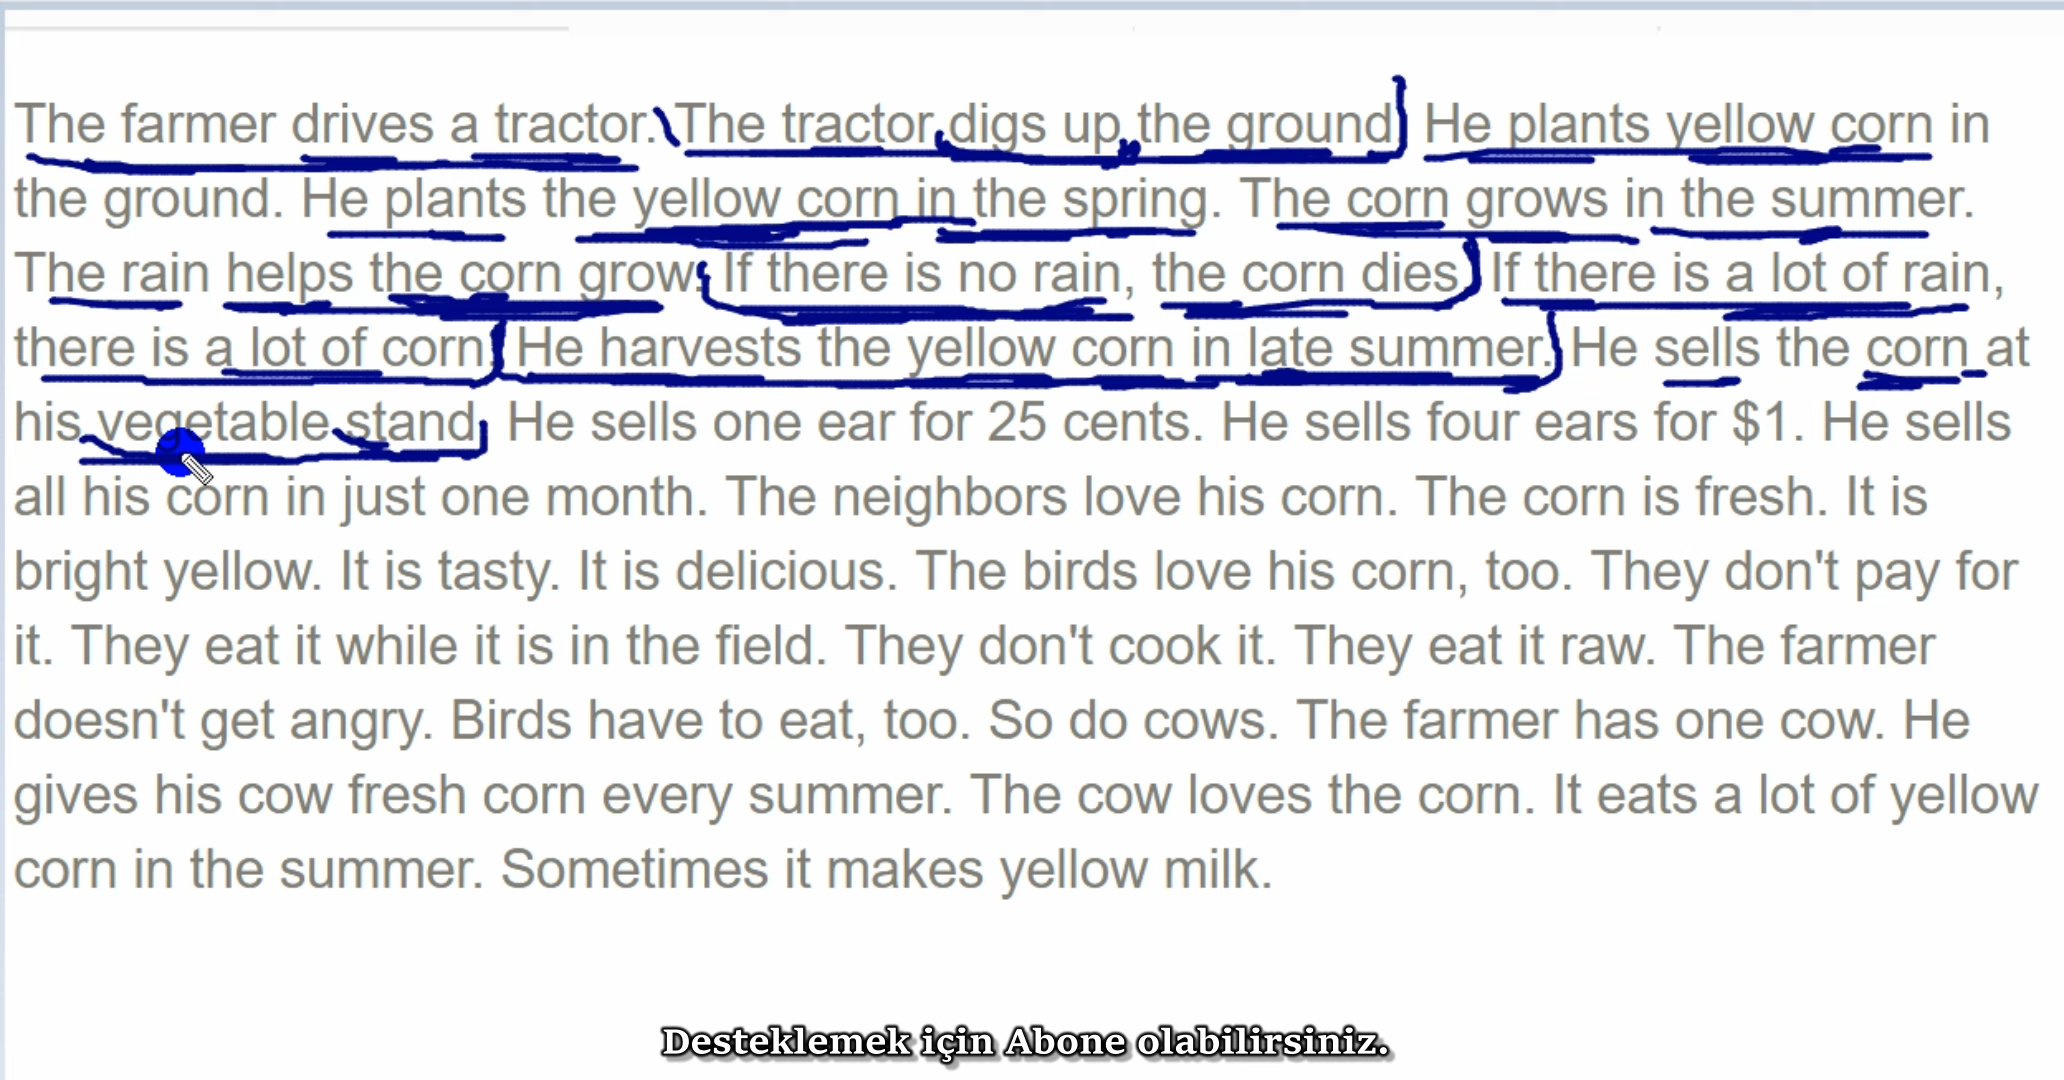 The farmer drives a tractor. The tractor digs up the ground. He plants yellow corn in
the ground. He plants the yellow corn in the spring. The corn grows in the summer.
The rain helps the corn grow. If there is no rain, the corn dies. If there is a lot of rain,
there is a lot of corn. He harvests the yellow corn in late summer. He sells the corn at
his vegetable stand. He sells one ear for 25 cents. He sells four ears for $1. He sells
all his corn in just one month. The neighbors love his corn. The corn is fresh. It is
bright yellow. It is tasty. It is delicious. The birds love his corn, too. They don't pay for
it. They eat it while it is in the field. They don't cook it. They eat it raw. The farmer
doesn't get angry. Birds have to eat, too. So do cows. The farmer has one cow. He
gives his cow fresh corn every summer. The cow loves the corn. It eats a lot of yellow
corn in the summer. Sometimes it makes yellow milk.
Desteklemek için Abone olabilirsiniz.